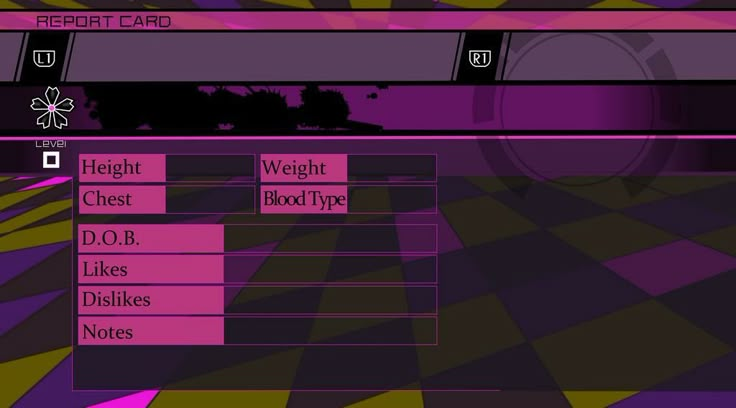 REPORT CARD
L1 R1
Level
Height Weight
Chest Blood Type
D.O.B.
Likes
Dislikes
Notes